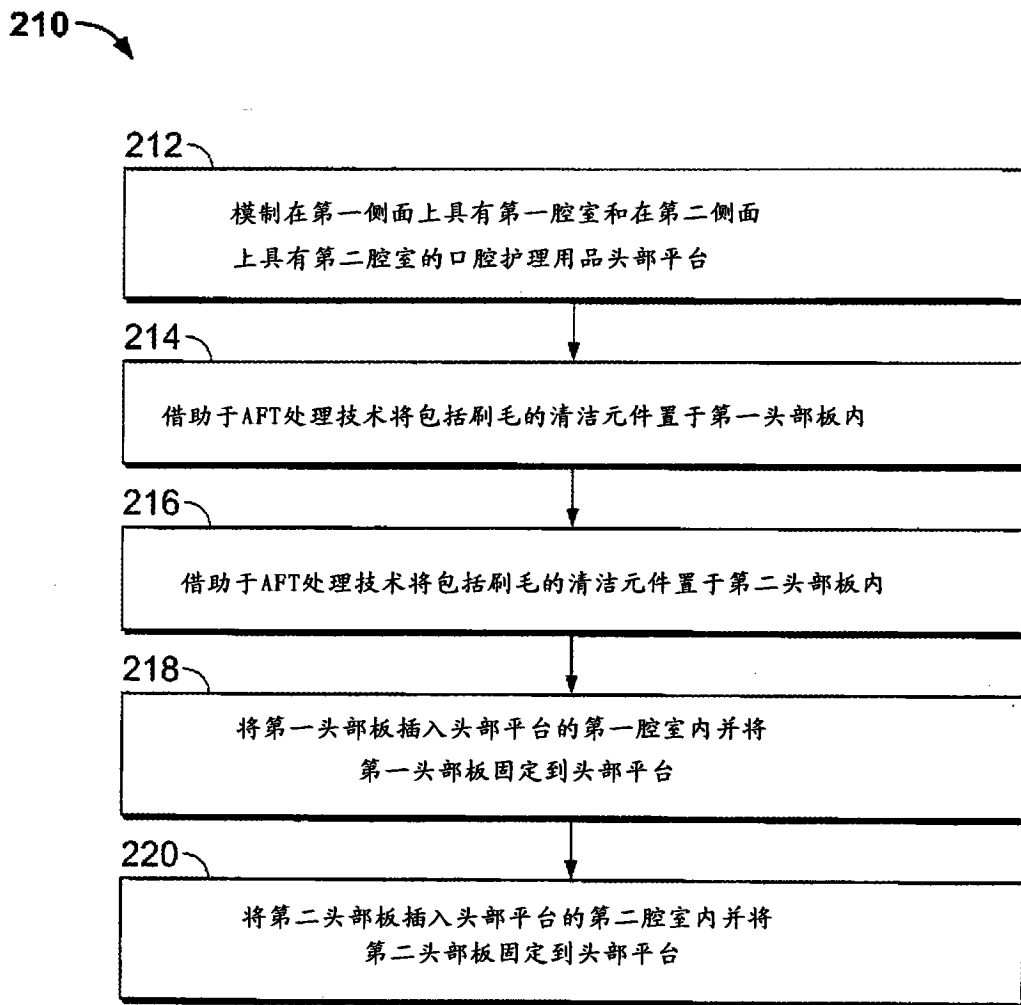 210
212
模制在第一侧面上具有第一腔室和在第二侧面
上具有第二腔室的口腔护理用品头部平台
214
借助于AFT处理技术将包括刷毛的清洁元件置于第一头部板内
216
借助于AFT处理技术将包括刷毛的清洁元件置于第二头部板内
218
将第一头部板插入头部平台的第一腔室内并将
第一头部板固定到头部平台
220
将第二头部板插入头部平台的第二腔室内并将
第二头部板固定到头部平台